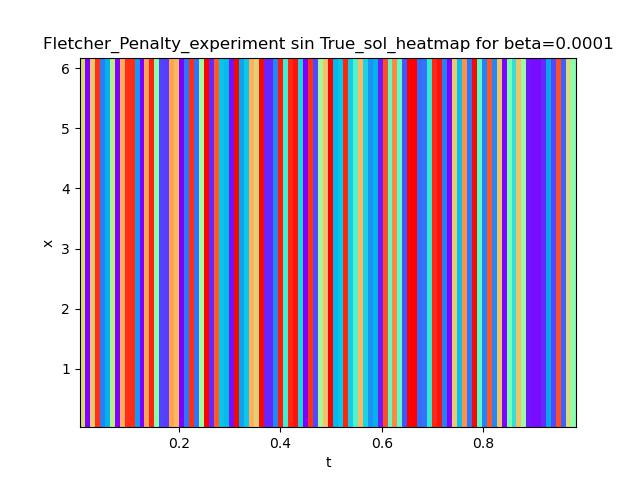 Fletcher_Penalty_experiment sin True_sol_heatmap for beta=0.0001
6
5
4
3
2
1
x
0.2 0.4 0.6 0.8
t